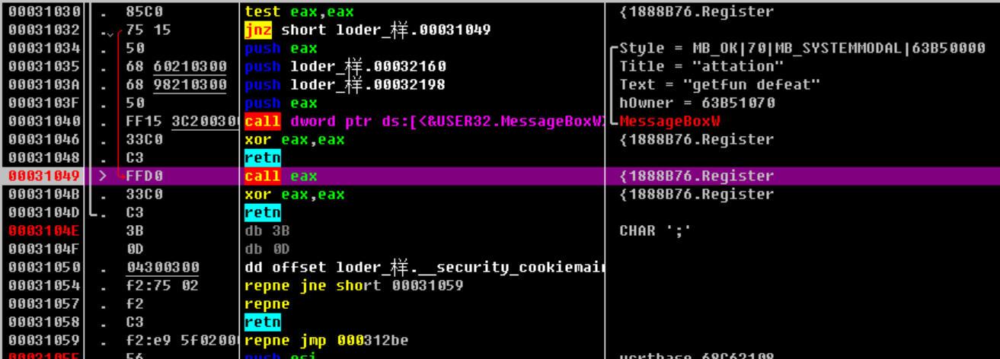 00031030 . 85C0 test eax,eax {1888B76.Register
00031032 .v 75 15 jnz short loder_样.00031049
00031034 . 50 push eax Style = MB_OK|70|MB_SYSTEMMODAL|63B50000
00031035 . 68 60210300 push loder_样.00032160 Title = "attation"
0003103A . 68 98210300 push loder_样.00032198 Text = "getfun defeat"
0003103F . 50 push eax hOwner = 63B51070
00031040 . FF15 3C200300 call dword ptr ds:[<&USER32.MessageBoxW> MessageBoxW
00031046 . 33C0 xor eax,eax {1888B76.Register
00031048 . C3 retn
00031049 > FFD0 call eax {1888B76.Register
0003104B . 33C0 xor eax,eax {1888B76.Register
0003104D . C3 retn
0003104E 3B db 3B CHAR ';'
0003104F 0D db 0D
00031050 . 04300300 dd offset loder_样.__security_cookiemai
00031054 . f2:75 02 repne jne short 00031059
00031057 . f2 repne
00031058 . C3 retn
00031059 . f2:e9 5f0200 repne jmp 000312be
0003105F 56 push esi ucrtbase.68C62108